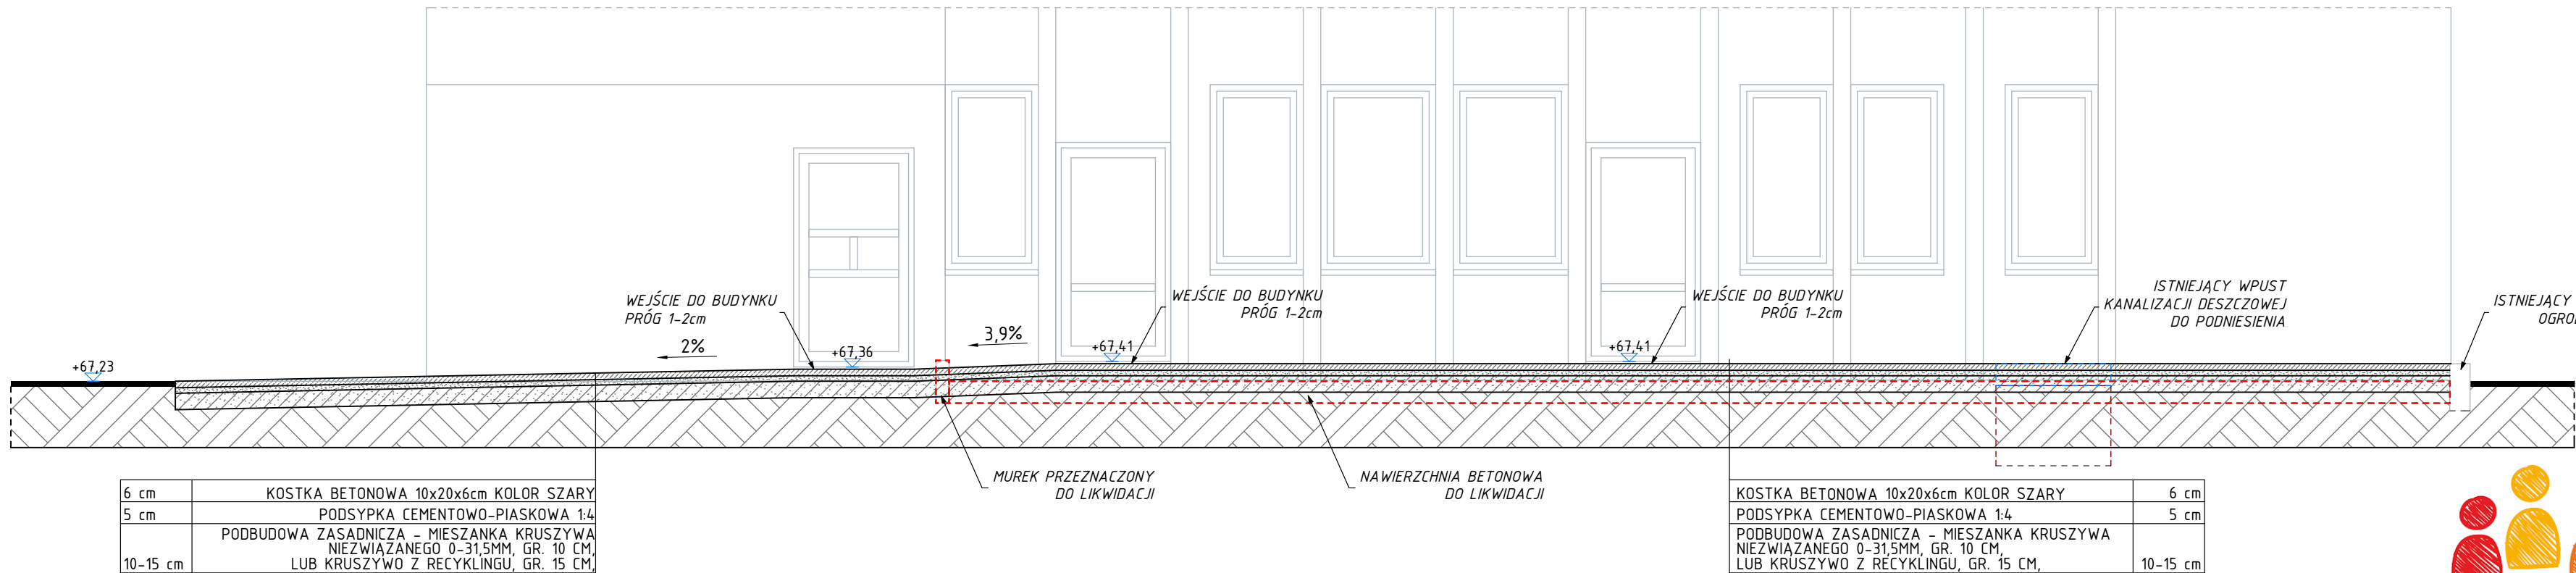 WEJŚCIE DO BUDYNKU
PRÓG 1-2cm
WEJŚCIE DO BUDYNKU
PRÓG 1-2cm
WEJŚCIE DO BUDYNKU
PRÓG 1-2cm
ISTNIEJĄCY WPUST
KANALIZACJI DESZCZOWEJ
DO PODNIESIENIA
ISTNIEJĄCY
+67,23
2%
+67,36
3,9%
+67,41
+67,41
MUREK PRZEZNACZONY
DO LIKWIDACJI
NAWIERZCHNIA BETONOWA
DO LIKWIDACJI
6 cm KOSTKA BETONOWA 10x20x6cm KOLOR SZARY
5 cm PODSYPKA CEMENTOWO-PIASKOWA 1:4
PODBUDOWA ZASADNICZA - MIESZANKA KRUSZYWA
NIEZWIĄZANEGO 0-31,5MM, GR. 10 CM,
10-15 cm LUB KRUSZYWO Z RECYKLINGU, GR. 15 CM,
KOSTKA BETONOWA 10x20x6cm KOLOR SZARY 6 cm
PODSYPKA CEMENTOWO-PIASKOWA 1:4 5 cm
PODBUDOWA ZASADNICZA - MIESZANKA KRUSZYWA
NIEZWIĄZANEGO 0-31,5MM, GR. 10 CM,
LUB KRUSZYWO Z RECYKLINGU, GR. 15 CM, 10-15 cm